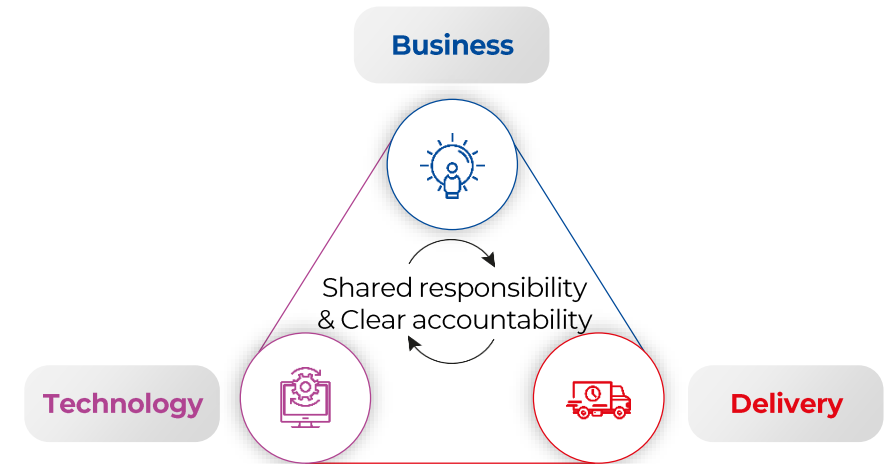 Business
Shared responsibility
& Clear accountability
Technology
Delivery